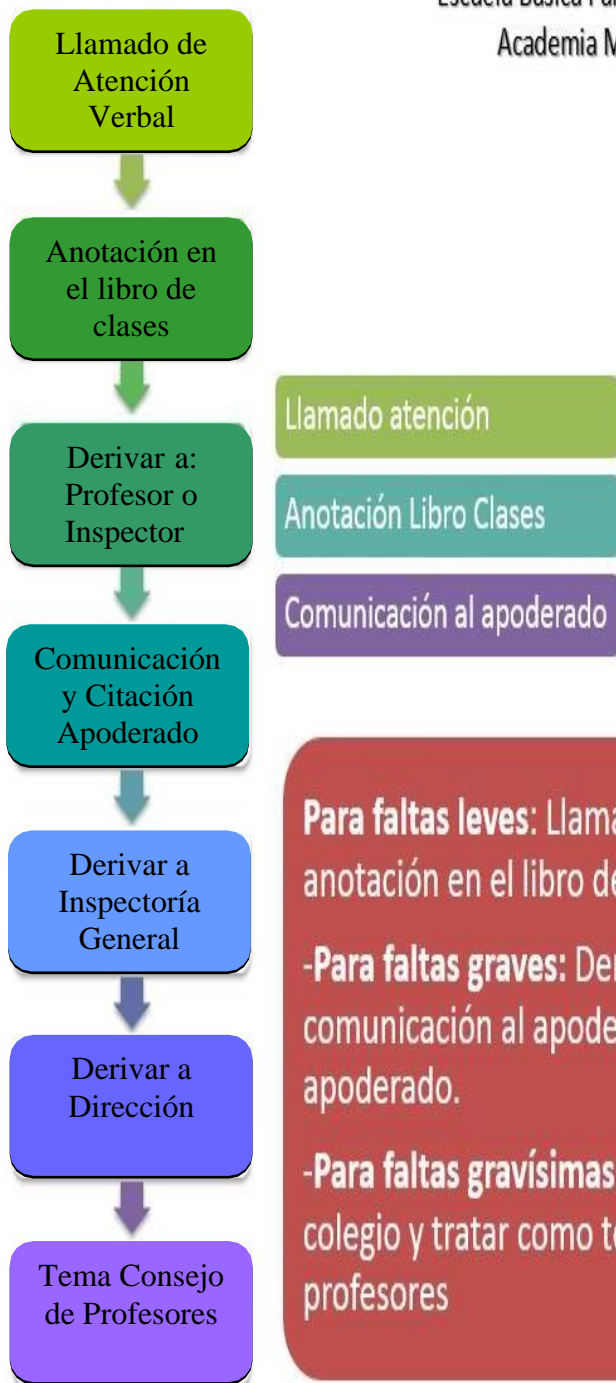 Academia
Llamado de
Atención
Verbal
Anotación en
el libro de
clases
Derivar a:
Profesor o
Inspector
Comunicación
y Citación
Apoderado
Derivar a
Inspectoría
General
Derivar a
Dirección
Tema Consejo
de Profesores
Llamado atención
Anotación Libro Clases
Comunicación al apoderado
Para faltas leves: Llama
anotación en el libro de
-Para faltas graves: Der
comunicación al apode
apoderado.
-Para faltas gravísimas
colegio y tratar como te
profesores